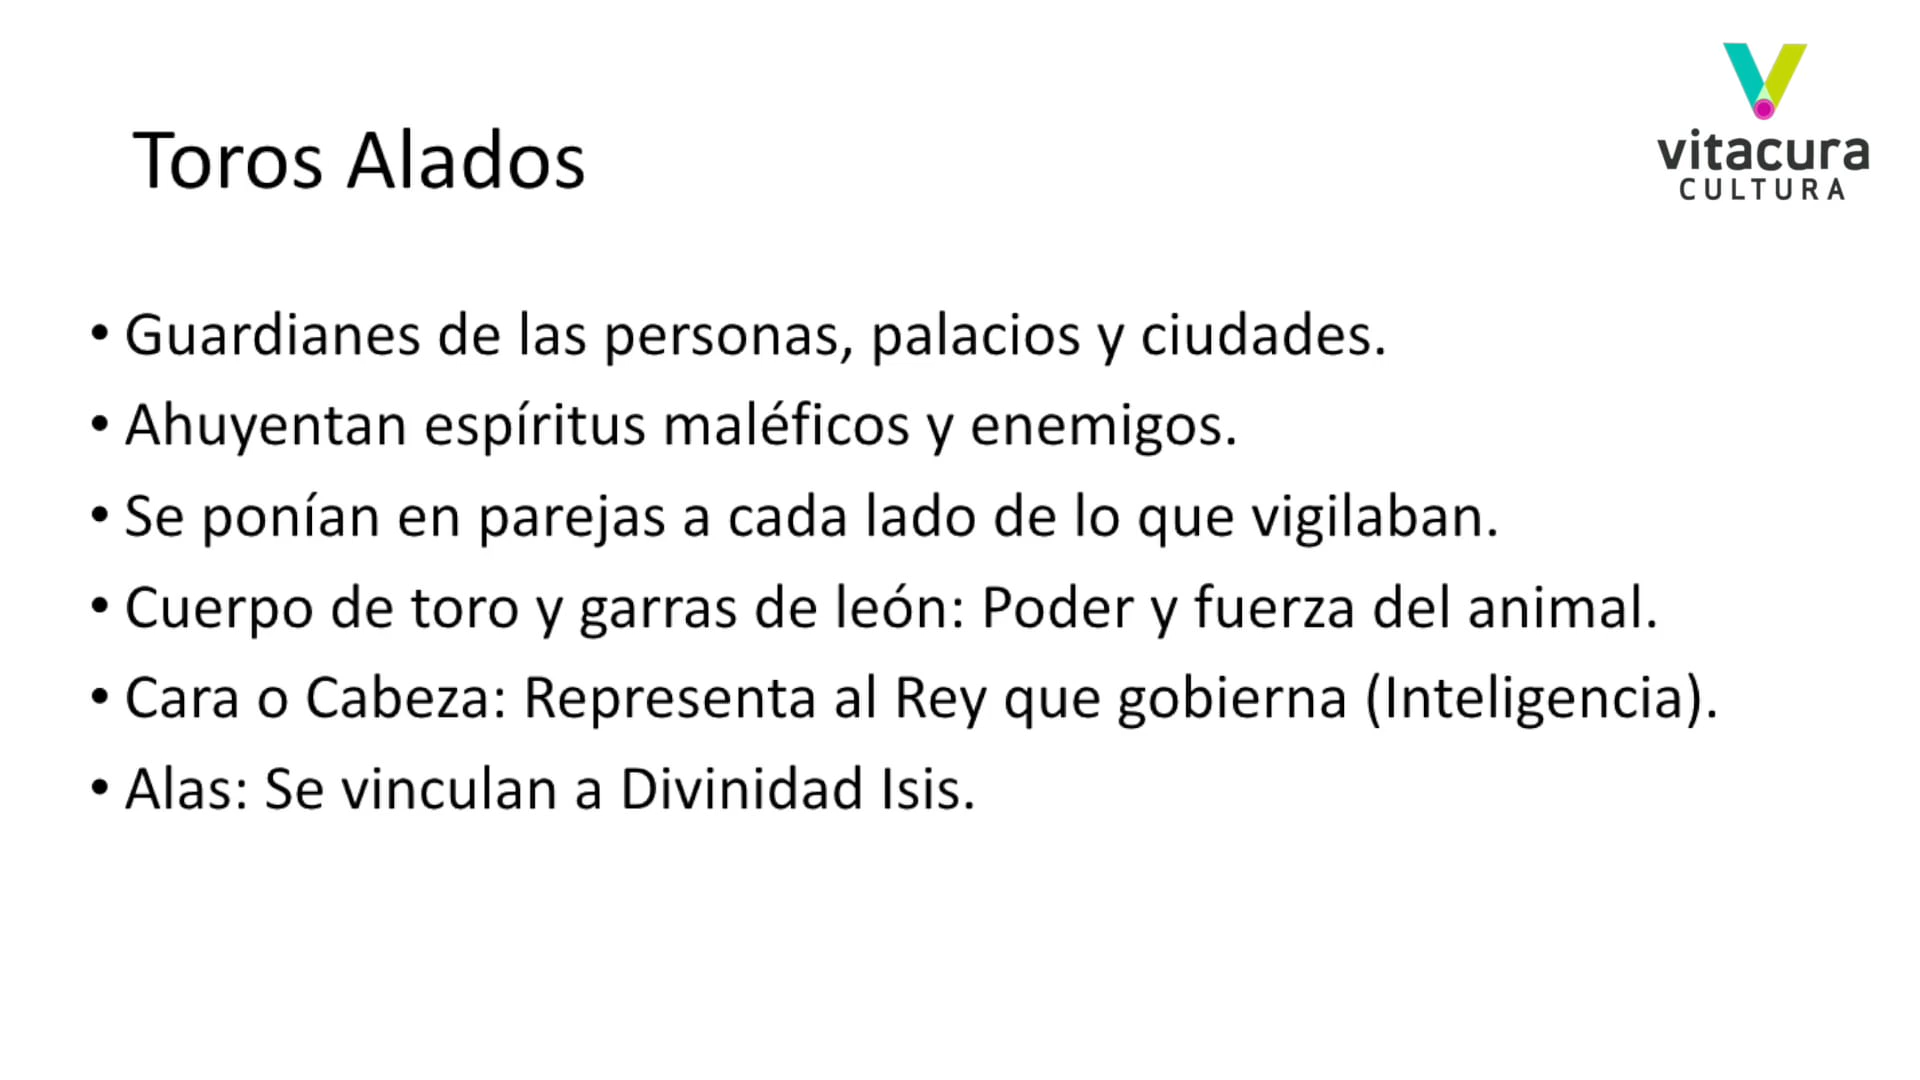 vitacura
CULTURA
Toros Alados
• Guardianes de las personas, palacios y ciudades.
• Ahuyentan espíritus maléficos y enemigos.
• Se ponían en parejas a cada lado de lo que vigilaban.
• Cuerpo de toro y garras de león: Poder y fuerza del animal.
• Cara o Cabeza: Representa al Rey que gobierna (Inteligencia).
• Alas: Se vinculan a Divinidad Isis.